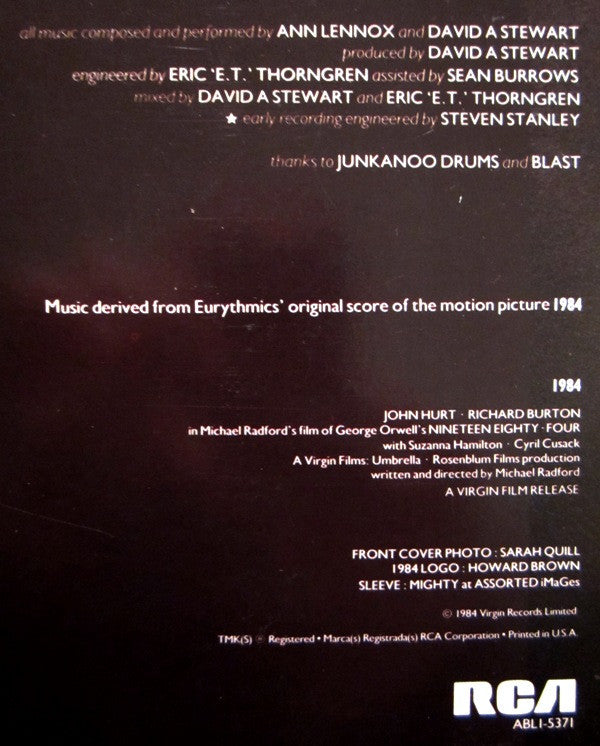 all music composed and performed by ANN LENNOX and DAVID A STEWART
produced by DAVID A STEWART
engineered by ERIC 'E.T.' THORNGREN assisted by SEAN BURROWS
mixed by DAVID A STEWART and ERIC 'E.T.' THORNGREN
★ early recording engineered by STEVEN STANLEY
thanks to JUNKANOO DRUMS and BLAST
Music derived from Eurythmics' original score of the motion picture 1984
1984
JOHN HURT · RICHARD BURTON
in Michael Radford's film of George Orwell's NINETEEN EIGHTY · FOUR
with Suzanna Hamilton · Cyril Cusack
A Virgin Films: Umbrella · Rosenblum Films production
written and directed by Michael Radford
A VIRGIN FILM RELEASE
FRONT COVER PHOTO : SARAH QUILL
1984 LOGO : HOWARD BROWN
SLEEVE : MIGHTY at ASSORTED iMaGes
© 1984 Virgin Records Limited
TMK(S) ® Registered • Marca(s) Registrada(s) RCA Corporation • Printed in U.S.A.
RCA
ABL1-5371